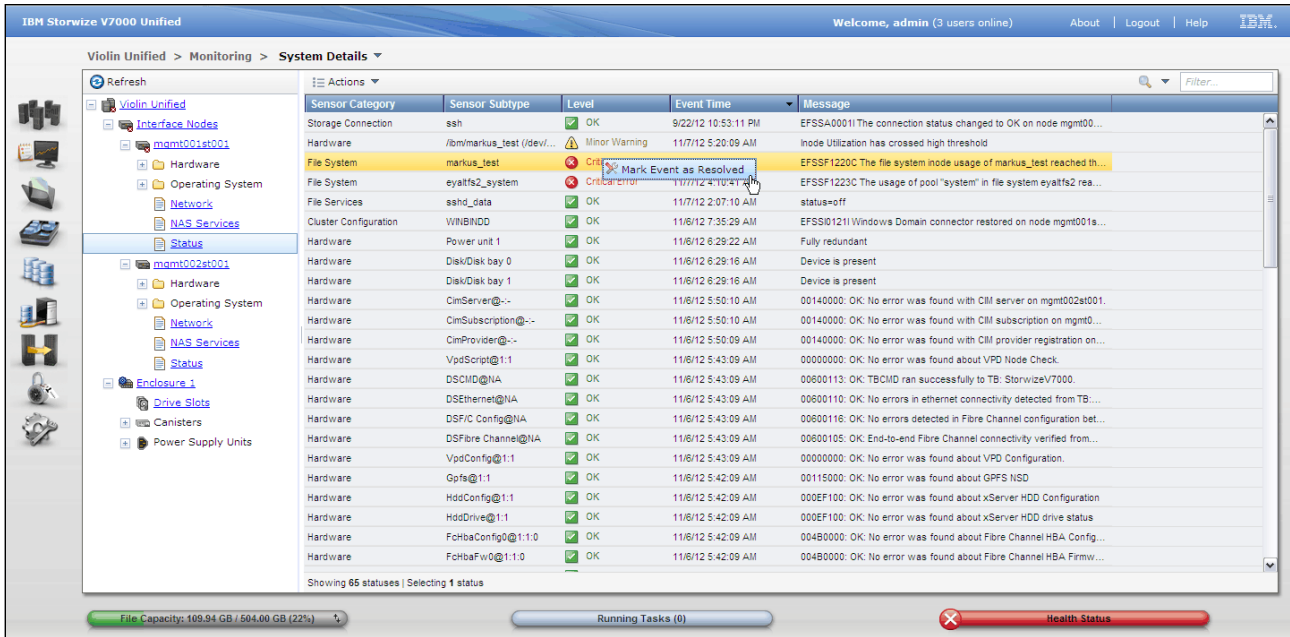 IBM Storwize V7000 Unified Welcome, admin (3 users online) About | Logout | Help IBM.
Violin Unified > Monitoring > System Details
Refresh
Actions
Filter...
Violin Unified
Interface Nodes
mgmt001st001
Hardware
Operating System
Network
NAS Services
Status
mgmt002st001
Hardware
Operating System
Network
NAS Services
Status
Enclosure 1
Drive Slots
Canisters
Power Supply Units
Sensor Category Sensor Subtype Level Event Time Message
Storage Connection ssh OK 9/22/12 10:53:11 PM EFSSA0001I The connection status changed to OK on node mgmt00...
Hardware /ibm/markus_test (/dev/... Minor Warning 11/7/12 5:20:09 AM Inode Utilization has crossed high threshold
File System markus_test Criti EFSSF1220C The file system inode usage of markus_test reached th...
Mark Event as Resolved
File System eyaltfs2_system Critical Error 11/7/12 4:10:41 EFSSF1223C The usage of pool "system" in file system eyaltfs2 rea...
File Services sshd_data OK 11/7/12 2:07:10 AM status=off
Cluster Configuration WINBINDD OK 11/6/12 7:35:29 AM EFSSI0121I Windows Domain connector restored on node mgmt001s...
Hardware Power unit 1 OK 11/6/12 6:29:22 AM Fully redundant
Hardware Disk/Disk bay 0 OK 11/6/12 6:29:16 AM Device is present
Hardware Disk/Disk bay 1 OK 11/6/12 6:29:16 AM Device is present
Hardware CimServer@-:- OK 11/6/12 5:50:10 AM 00140000: OK: No error was found with CIM server on mgmt002st001.
Hardware CimSubscription@-:- OK 11/6/12 5:50:10 AM 00140000: OK: No error was found with CIM subscription on mgmt0...
Hardware CimProvider@-:- OK 11/6/12 5:50:09 AM 00140000: OK: No error was found with CIM provider registration on...
Hardware VpdScript@1:1 OK 11/6/12 5:43:09 AM 00000000: OK: No error was found about VPD Node Check.
Hardware DSCMD@NA OK 11/6/12 5:43:09 AM 00600113: OK: TBCMD ran successfully to TB: StorwizeV7000.
Hardware DSEthernet@NA OK 11/6/12 5:43:09 AM 00600110: OK: No errors in ethernet connectivity detected from TB:...
Hardware DSF/C Config@NA OK 11/6/12 5:43:09 AM 00600116: OK: No errors detected in Fibre Channel configuration bet...
Hardware DSFibre Channel@NA OK 11/6/12 5:43:09 AM 00600105: OK: End-to-end Fibre Channel connectivity verified from...
Hardware VpdConfig@1:1 OK 11/6/12 5:43:09 AM 00000000: OK: No error was found about VPD Configuration.
Hardware Gpfs@1:1 OK 11/6/12 5:42:09 AM 00115000: OK: No error was found about GPFS NSD
Hardware HddConfig@1:1 OK 11/6/12 5:42:09 AM 000EF100: OK: No error was found about xServer HDD Configuration
Hardware HddDrive@1:1 OK 11/6/12 5:42:09 AM 000EF100: OK: No error was found about xServer HDD drive status
Hardware FcHbaConfig0@1:1:0 OK 11/6/12 5:42:09 AM 004B0000: OK: No error was found about Fibre Channel HBA Config...
Hardware FcHbaFw0@1:1:0 OK 11/6/12 5:42:09 AM 004B0000: OK: No error was found about Fibre Channel HBA Firmw...
Showing 65 statuses | Selecting 1 status
File Capacity: 109.94 GB / 504.00 GB (22%) Running Tasks (0) Health Status